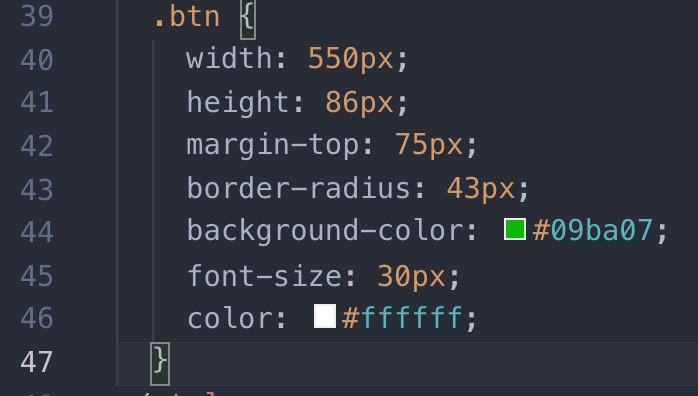 39 .btn {
40 width: 550px;
41 height: 86px;
42 margin-top: 75px;
43 border-radius: 43px;
44 background-color: #09ba07;
45 font-size: 30px;
46 color: #ffffff;
47 }